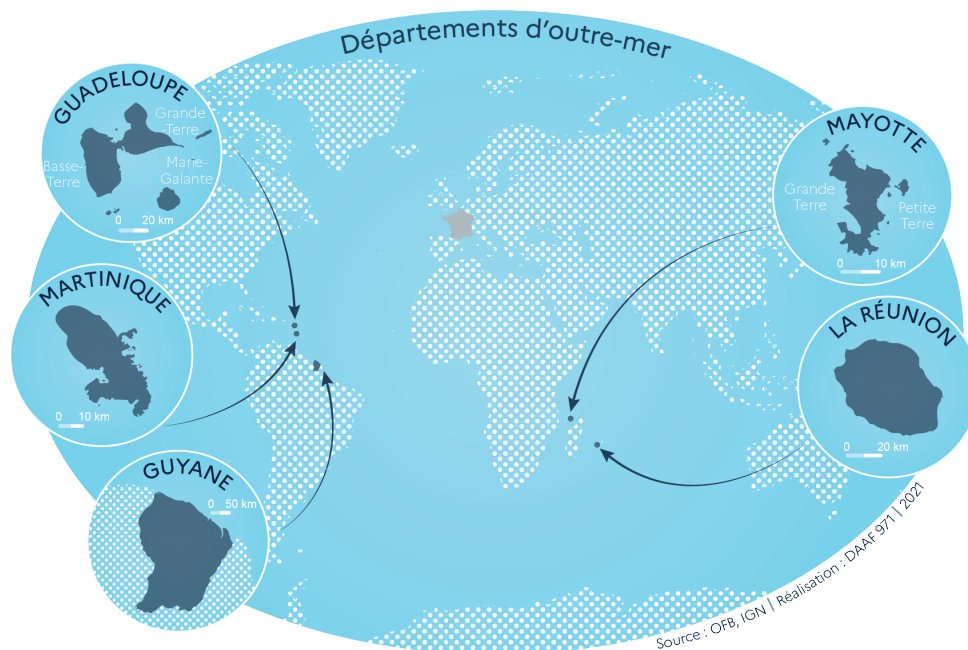 Départements d'outre-mer
GUADELOUPE
Grande
-Terre
Basse-
Terre
Marie-
Galante
0 20 km
MARTINIQUE
0 10 km
GUYANE
0 50 km
MAYOTTE
Grande
Terre
Petite
Terre
0 10 km
LA RÉUNION
0 20 km
Source : OFB, IGN | Réalisation : DAAF 971 | 2021